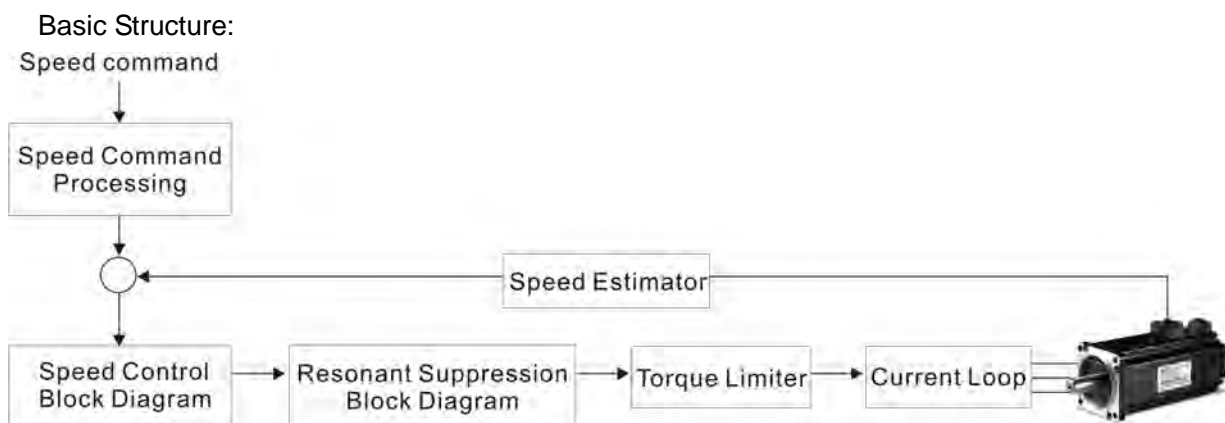 Basic Structure:
Speed command
Speed Command
Processing
Speed Estimator
Speed Control
Block Diagram
Resonant Suppression
Block Diagram
Torque Limiter
Current Loop